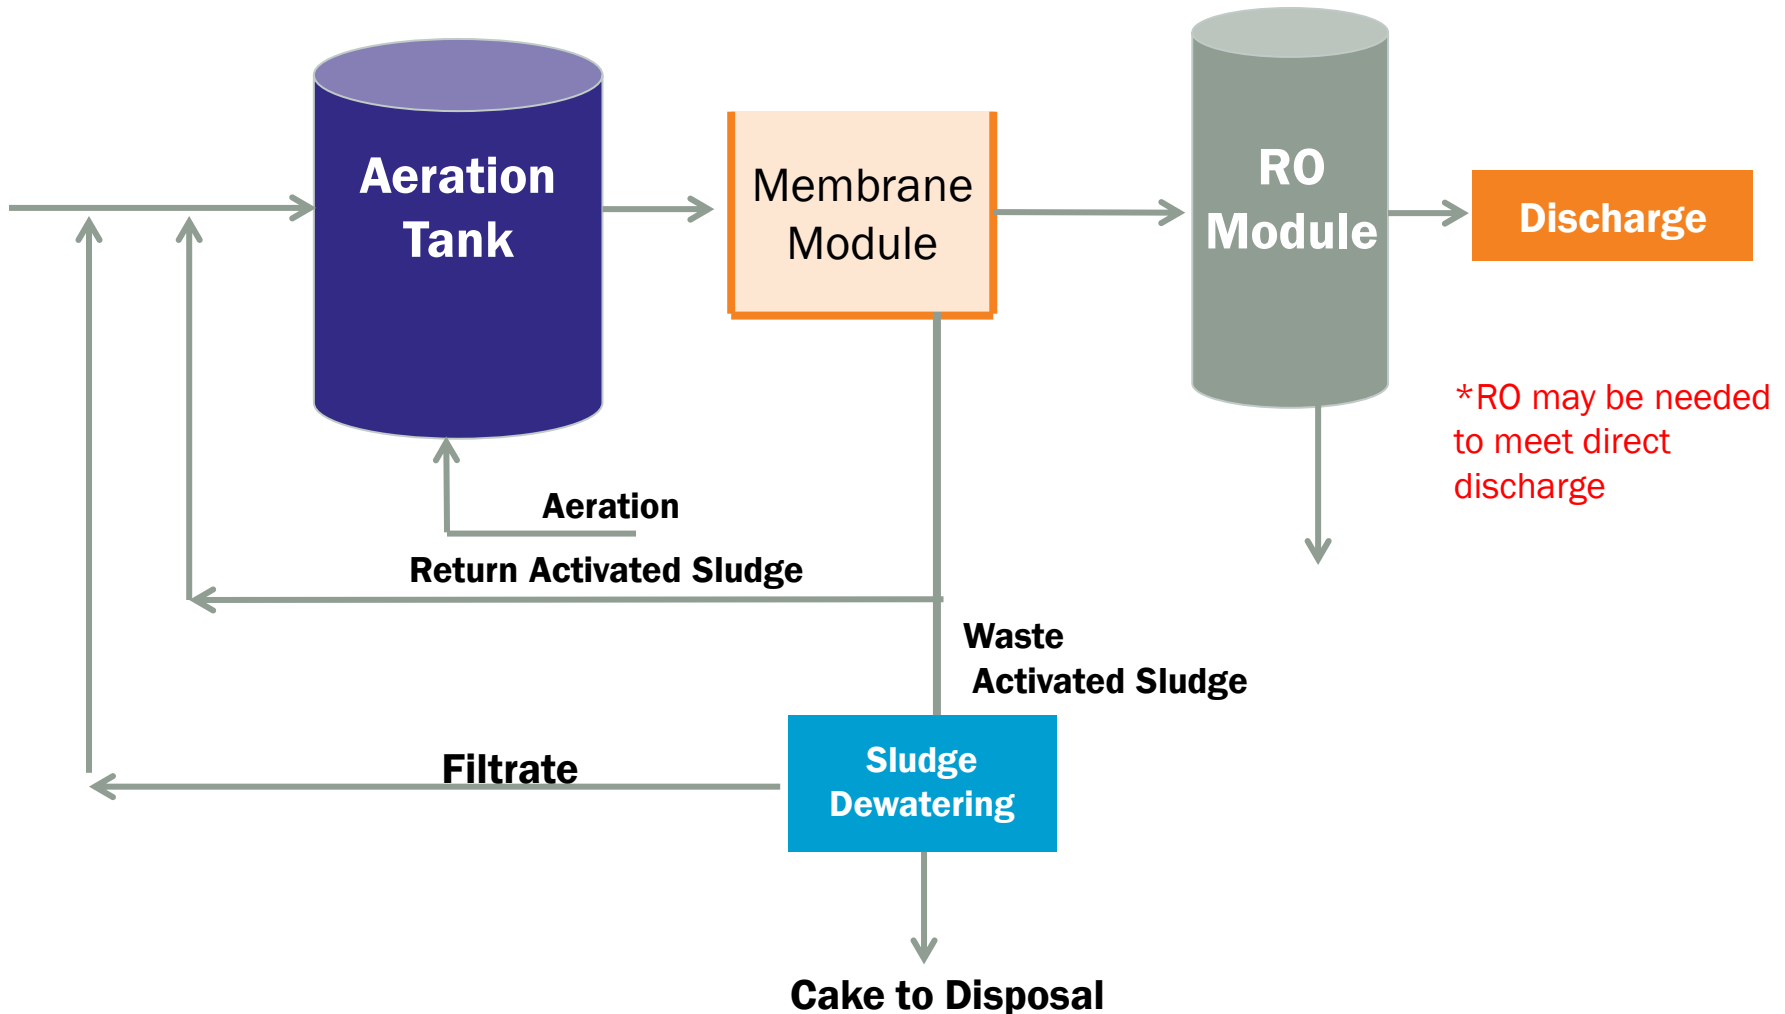 Aeration
Tank
Membrane
Module
RO
Module
Discharge
*RO may be needed
to meet direct
discharge
Aeration
Return Activated Sludge
Waste
Activated Sludge
Filtrate
Sludge
Dewatering
Cake to Disposal